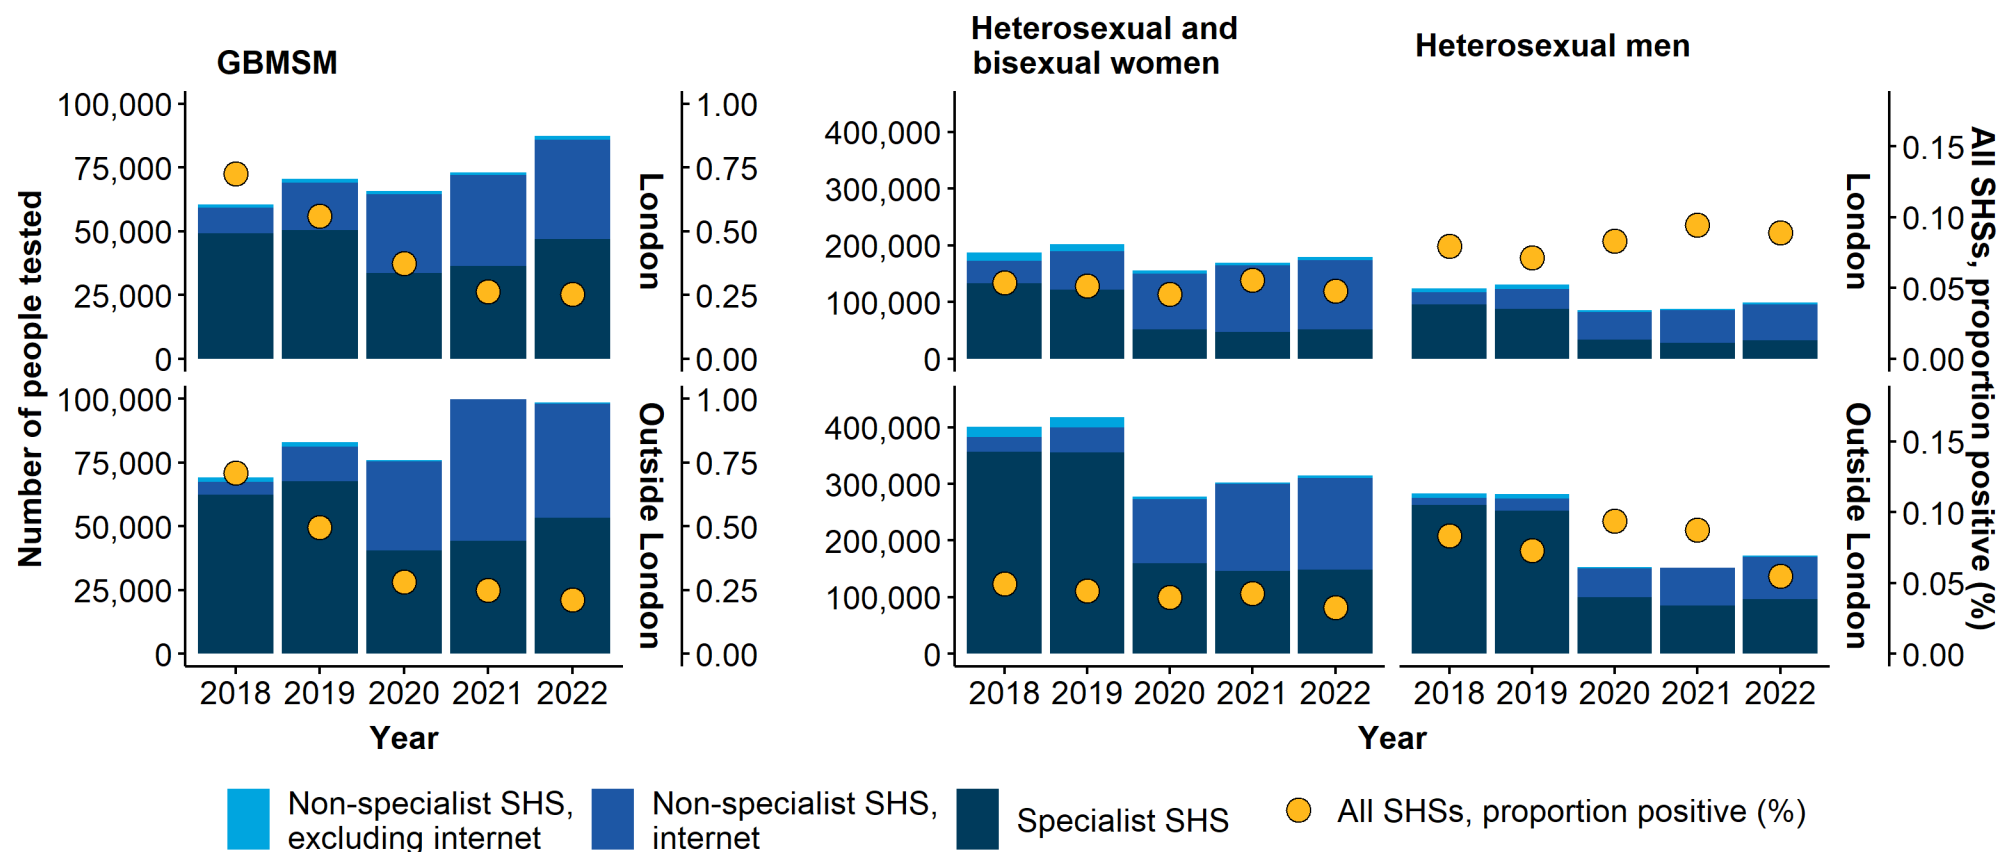 GBMSM
Heterosexual and
bisexual women
Heterosexual men
Number of people tested
100,000
75,000
50,000
25,000
0
1.00
0.75
0.50
0.25
0.00
London
400,000
300,000
200,000
100,000
0
0.15
0.10
0.05
0.00
London
All SHSs, proportion positive (%)
100,000
75,000
50,000
25,000
0
1.00
0.75
0.50
0.25
0.00
Outside London
400,000
300,000
200,000
100,000
0
0.15
0.10
0.05
0.00
Outside London
2018 2019 2020 2021 2022
2018 2019 2020 2021 2022
2018 2019 2020 2021 2022
Year
Year
Non-specialist SHS,
excluding internet
Non-specialist SHS,
internet
Specialist SHS
All SHSs, proportion positive (%)